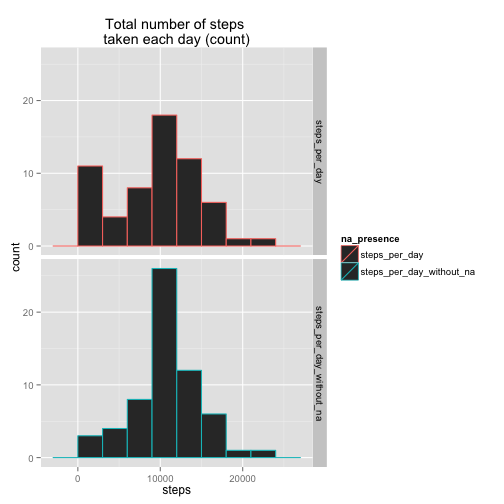 Total number of steps
taken each day (count)
20
10
0
steps_per_day
20
10
0
steps_per_day_without_na
count
0 10000 20000
steps
na_presence
steps_per_day
steps_per_day_without_na